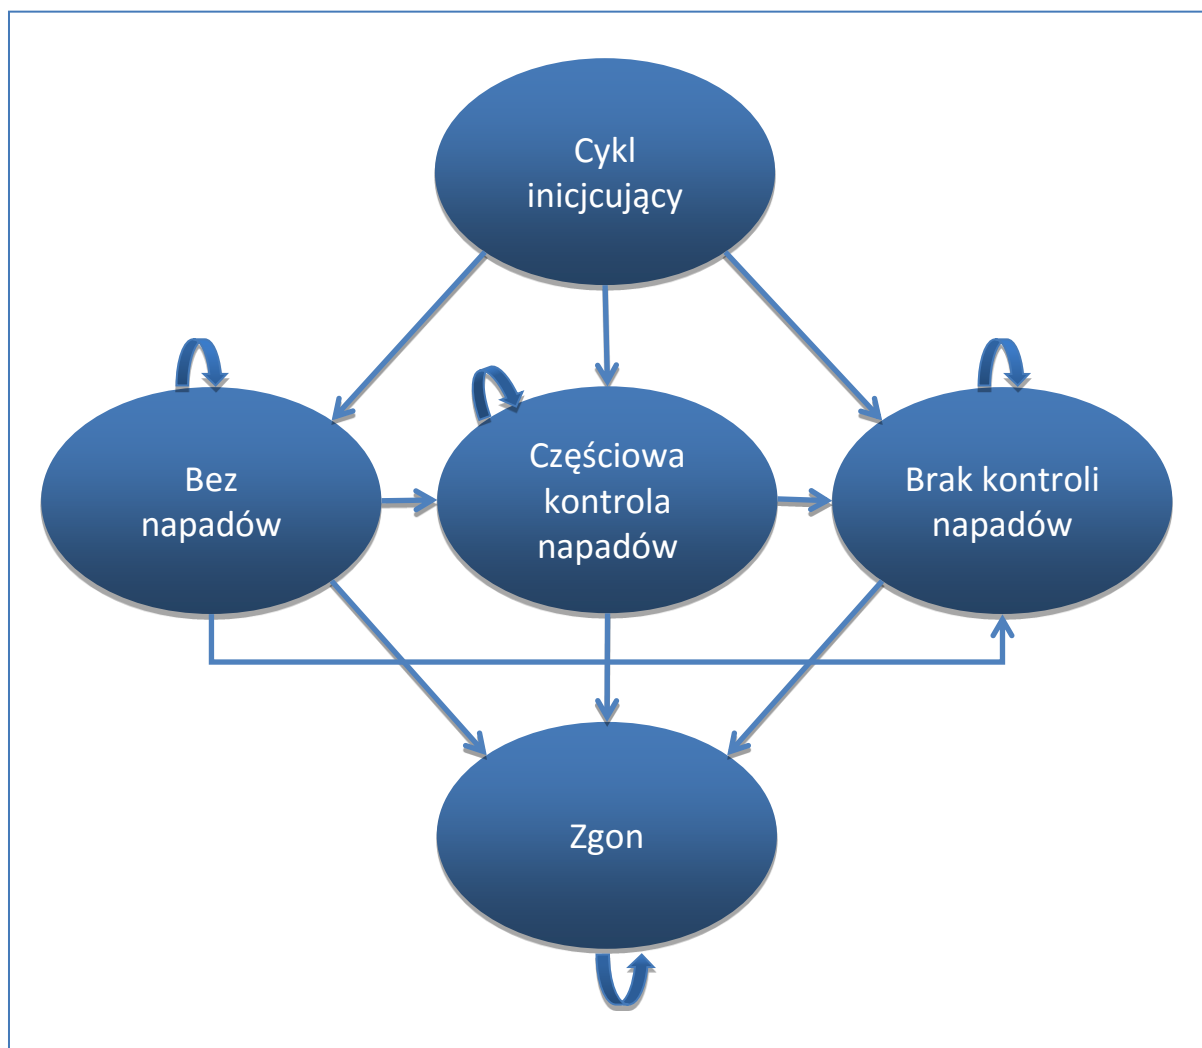 Cykl
inicjcujący
Bez
napadów
Częściowa
kontrola
napadów
Brak kontroli
napadów
Zgon